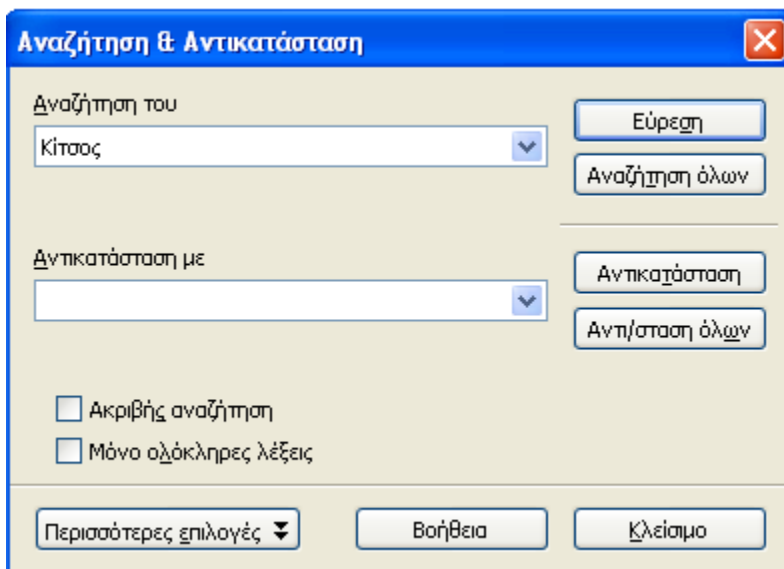 Αναζήτηση & Αντικατάσταση
Αναζήτηση του
Κίτσος
Εύρεση
Αναζήτηση όλων
Αντικατάσταση με
Αντικατάσταση
Αντι/σταση όλων
Ακριβής αναζήτηση
Μόνο ολόκληρες λέξεις
Περισσότερες επιλογές
Βοήθεια
Κλείσιμο